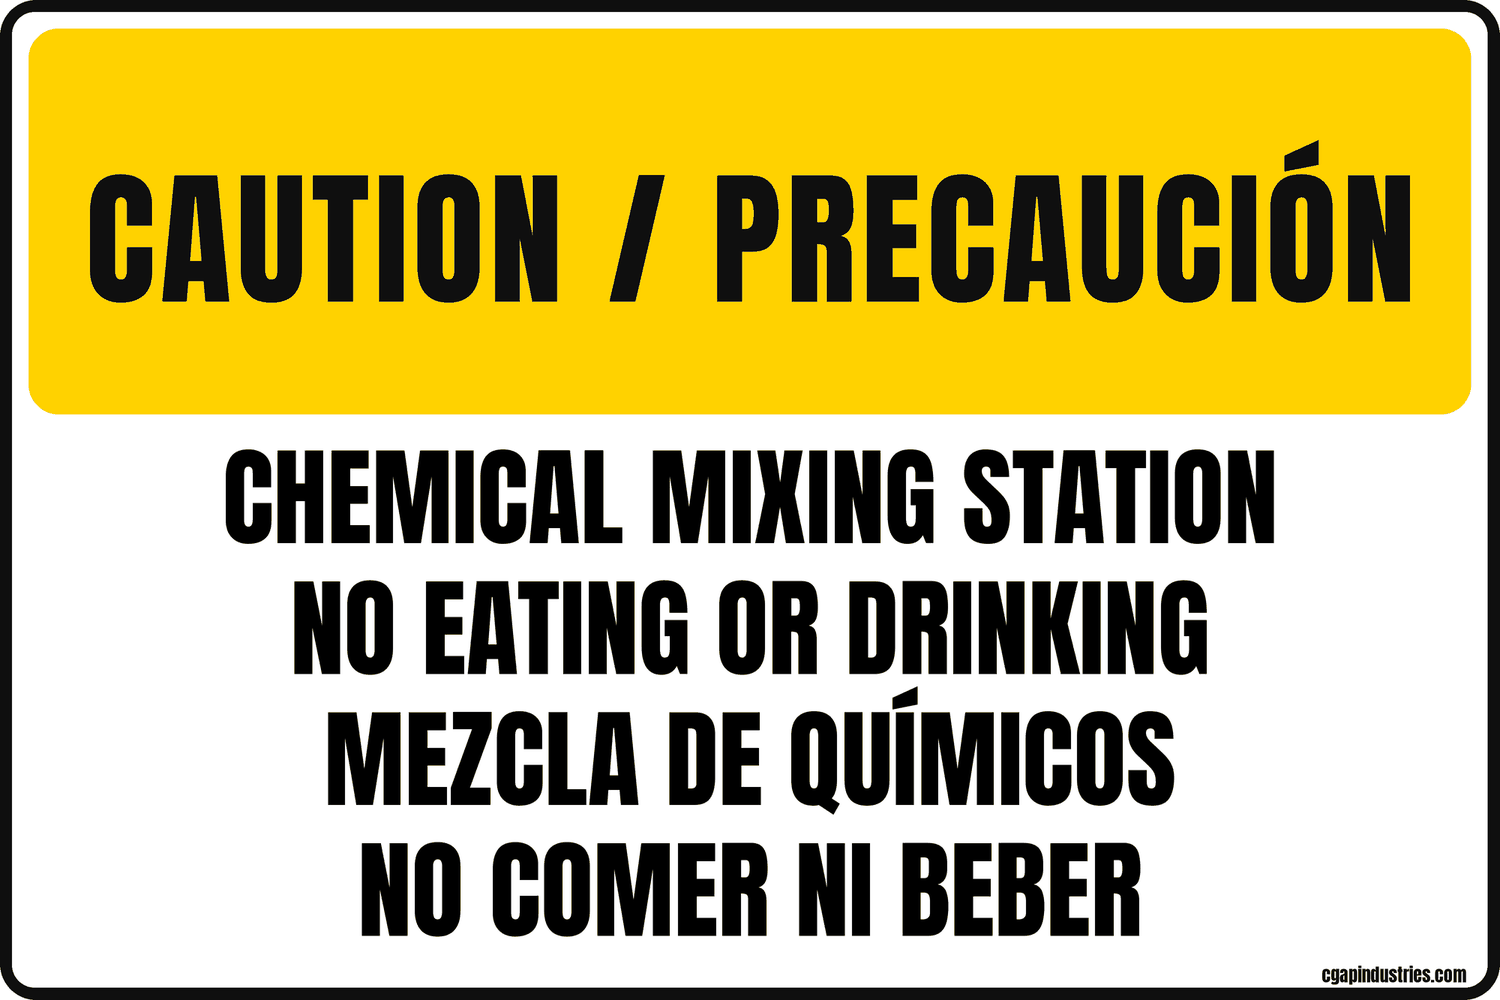 CAUTION / PRECAUCIÓN
CHEMICAL MIXING STATION
NO EATING OR DRINKING
MEZCLA DE QUÍMICOS
NO COMER NI BEBER
cgapindustries.com